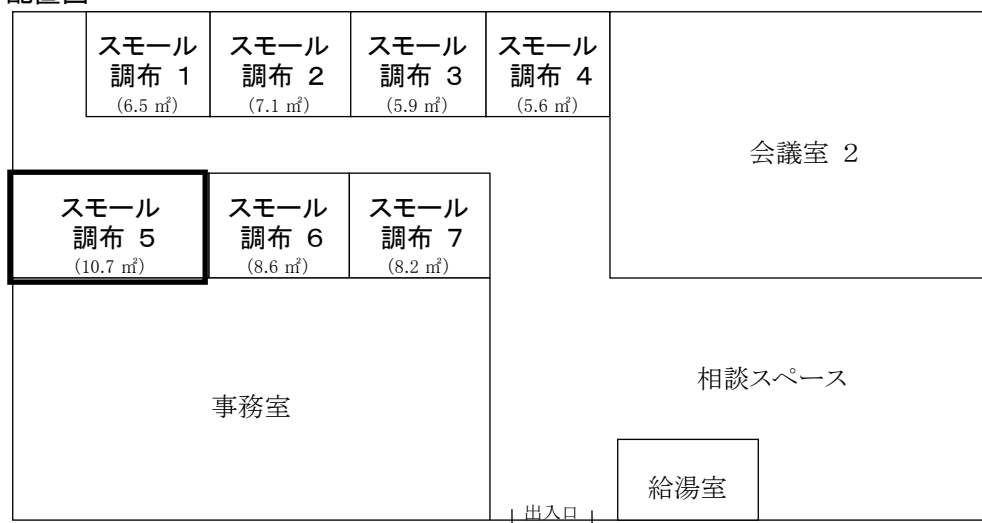 スモール
調布 1
(6.5 ㎡)
スモール
調布 2
(7.1 ㎡)
スモール
調布 3
(5.9 ㎡)
スモール
調布 4
(5.6 ㎡)
会議室 2
スモール
調布 5
(10.7 ㎡)
スモール
調布 6
(8.6 ㎡)
スモール
調布 7
(8.2 ㎡)
相談スペース
事務室
給湯室
出入口